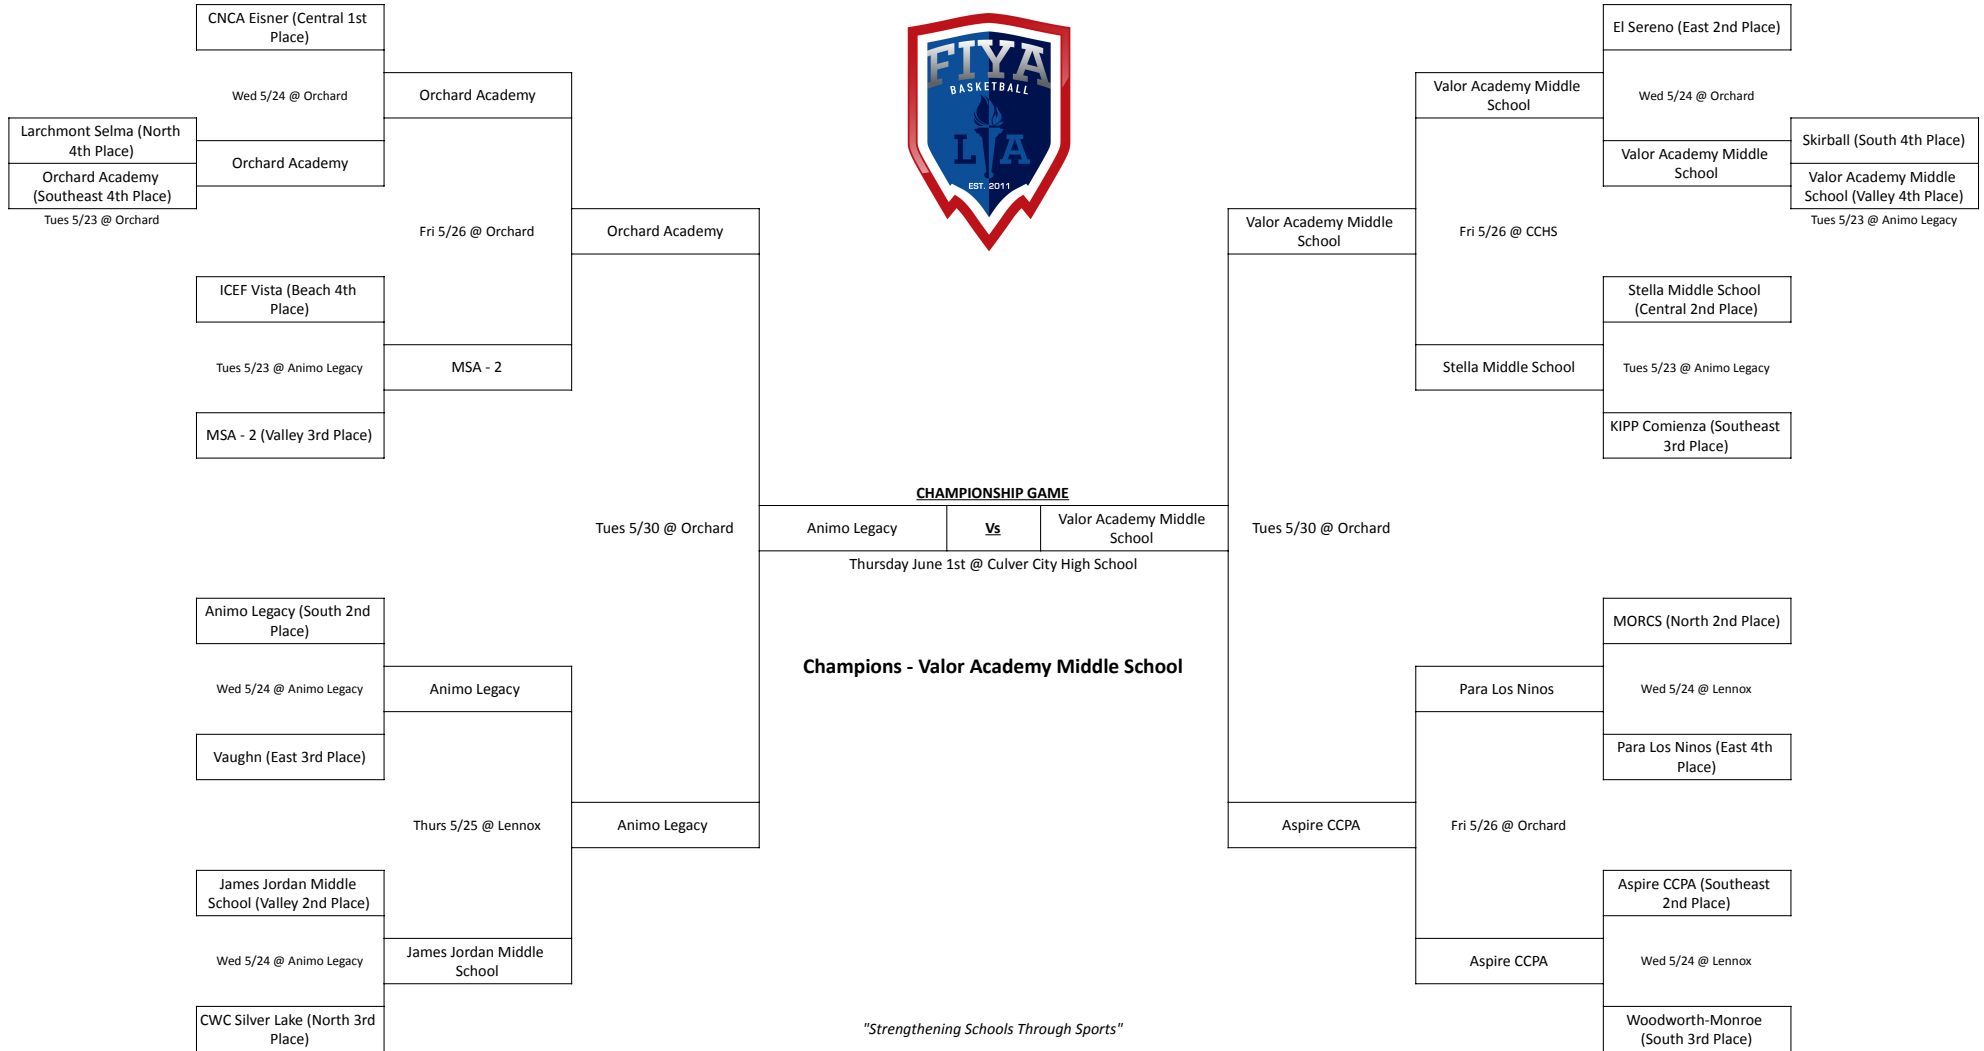 CNCA Eisner (Central 1st
Place)
Wed 5/24 @ Orchard
Orchard Academy
Larchmont Selma (North
4th Place)
Orchard Academy
(Southeast 4th Place)
Tues 5/23 @ Orchard
Orchard Academy
Fri 5/26 @ Orchard
Orchard Academy
ICEF Vista (Beach 4th
Place)
Tues 5/23 @ Animo Legacy
MSA - 2
MSA - 2 (Valley 3rd Place)
Tues 5/30 @ Orchard
Animo Legacy (South 2nd
Place)
Wed 5/24 @ Animo Legacy
Animo Legacy
Vaughn (East 3rd Place)
Thurs 5/25 @ Lennox
Animo Legacy
James Jordan Middle
School (Valley 2nd Place)
Wed 5/24 @ Animo Legacy
James Jordan Middle
School
CWC Silver Lake (North 3rd
Place)
FIYA
BASKETBALL
LA
EST. 2011
CHAMPIONSHIP GAME
Animo Legacy
Vs
Valor Academy Middle
School
Thursday June 1st @ Culver City High School
Champions - Valor Academy Middle School
"Strengthening Schools Through Sports"
El Sereno (East 2nd Place)
Valor Academy Middle
School
Wed 5/24 @ Orchard
Skirball (South 4th Place)
Valor Academy Middle
School
Valor Academy Middle
School (Valley 4th Place)
Tues 5/23 @ Animo Legacy
Valor Academy Middle
School
Fri 5/26 @ CCHS
Stella Middle School
(Central 2nd Place)
Stella Middle School
Tues 5/23 @ Animo Legacy
KIPP Comienza (Southeast
3rd Place)
Tues 5/30 @ Orchard
MORCS (North 2nd Place)
Para Los Ninos
Wed 5/24 @ Lennox
Para Los Ninos (East 4th
Place)
Aspire CCPA
Fri 5/26 @ Orchard
Aspire CCPA (Southeast
2nd Place)
Aspire CCPA
Wed 5/24 @ Lennox
Woodworth-Monroe
(South 3rd Place)